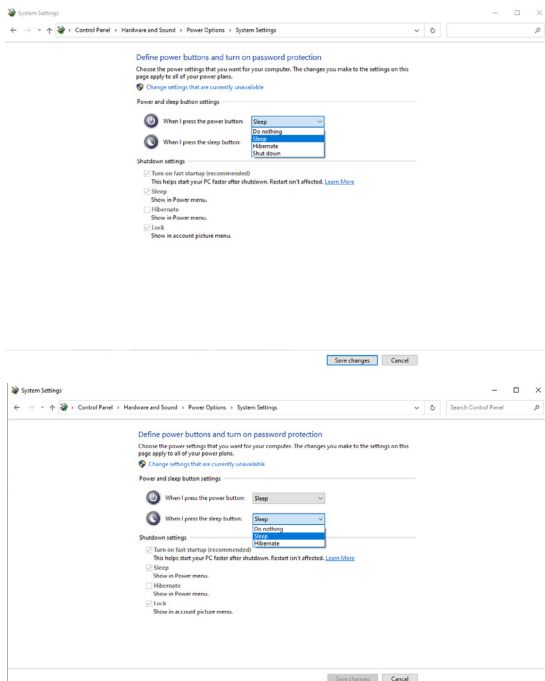 System Settings
Control Panel › Hardware and Sound › Power Options › System Settings
Define power buttons and turn on password protection
Choose the power settings that you want for your computer. The changes you make to the settings on this
page apply to all of your power plans.
Change settings that are currently unavailable
Power and sleep button settings
When I press the power button: Sleep
Do nothing
Sleep
When I press the sleep button: Hibernate
Shut down
Shutdown settings
Turn on fast startup (recommended)
This helps start your PC faster after shutdown. Restart isn't affected. Learn More
Sleep
Show in Power menu.
Hibernate
Show in Power menu.
Lock
Show in account picture menu.
Save changes Cancel
System Settings
Control Panel › Hardware and Sound › Power Options › System Settings Search Control Panel
Define power buttons and turn on password protection
Choose the power settings that you want for your computer. The changes you make to the settings on this
page apply to all of your power plans.
Change settings that are currently unavailable
Power and sleep button settings
When I press the power button: Sleep
When I press the sleep button: Sleep
Do nothing
Sleep
Hibernate
Shutdown settings
Turn on fast startup (recommended)
This helps start your PC faster after shutdown. Restart isn't affected. Learn More
Sleep
Show in Power menu.
Hibernate
Show in Power menu.
Lock
Show in account picture menu.
Save changes Cancel